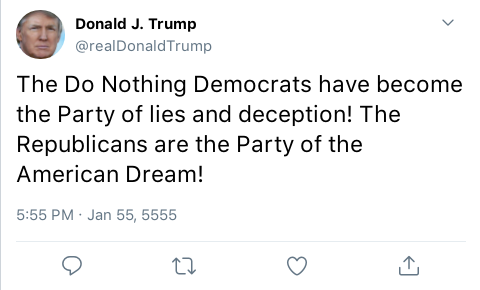 Donald J. Trump
@realDonaldTrump
The Do Nothing Democrats have become
the Party of lies and deception! The
Republicans are the Party of the
American Dream!
5:55 PM · Jan 55, 5555